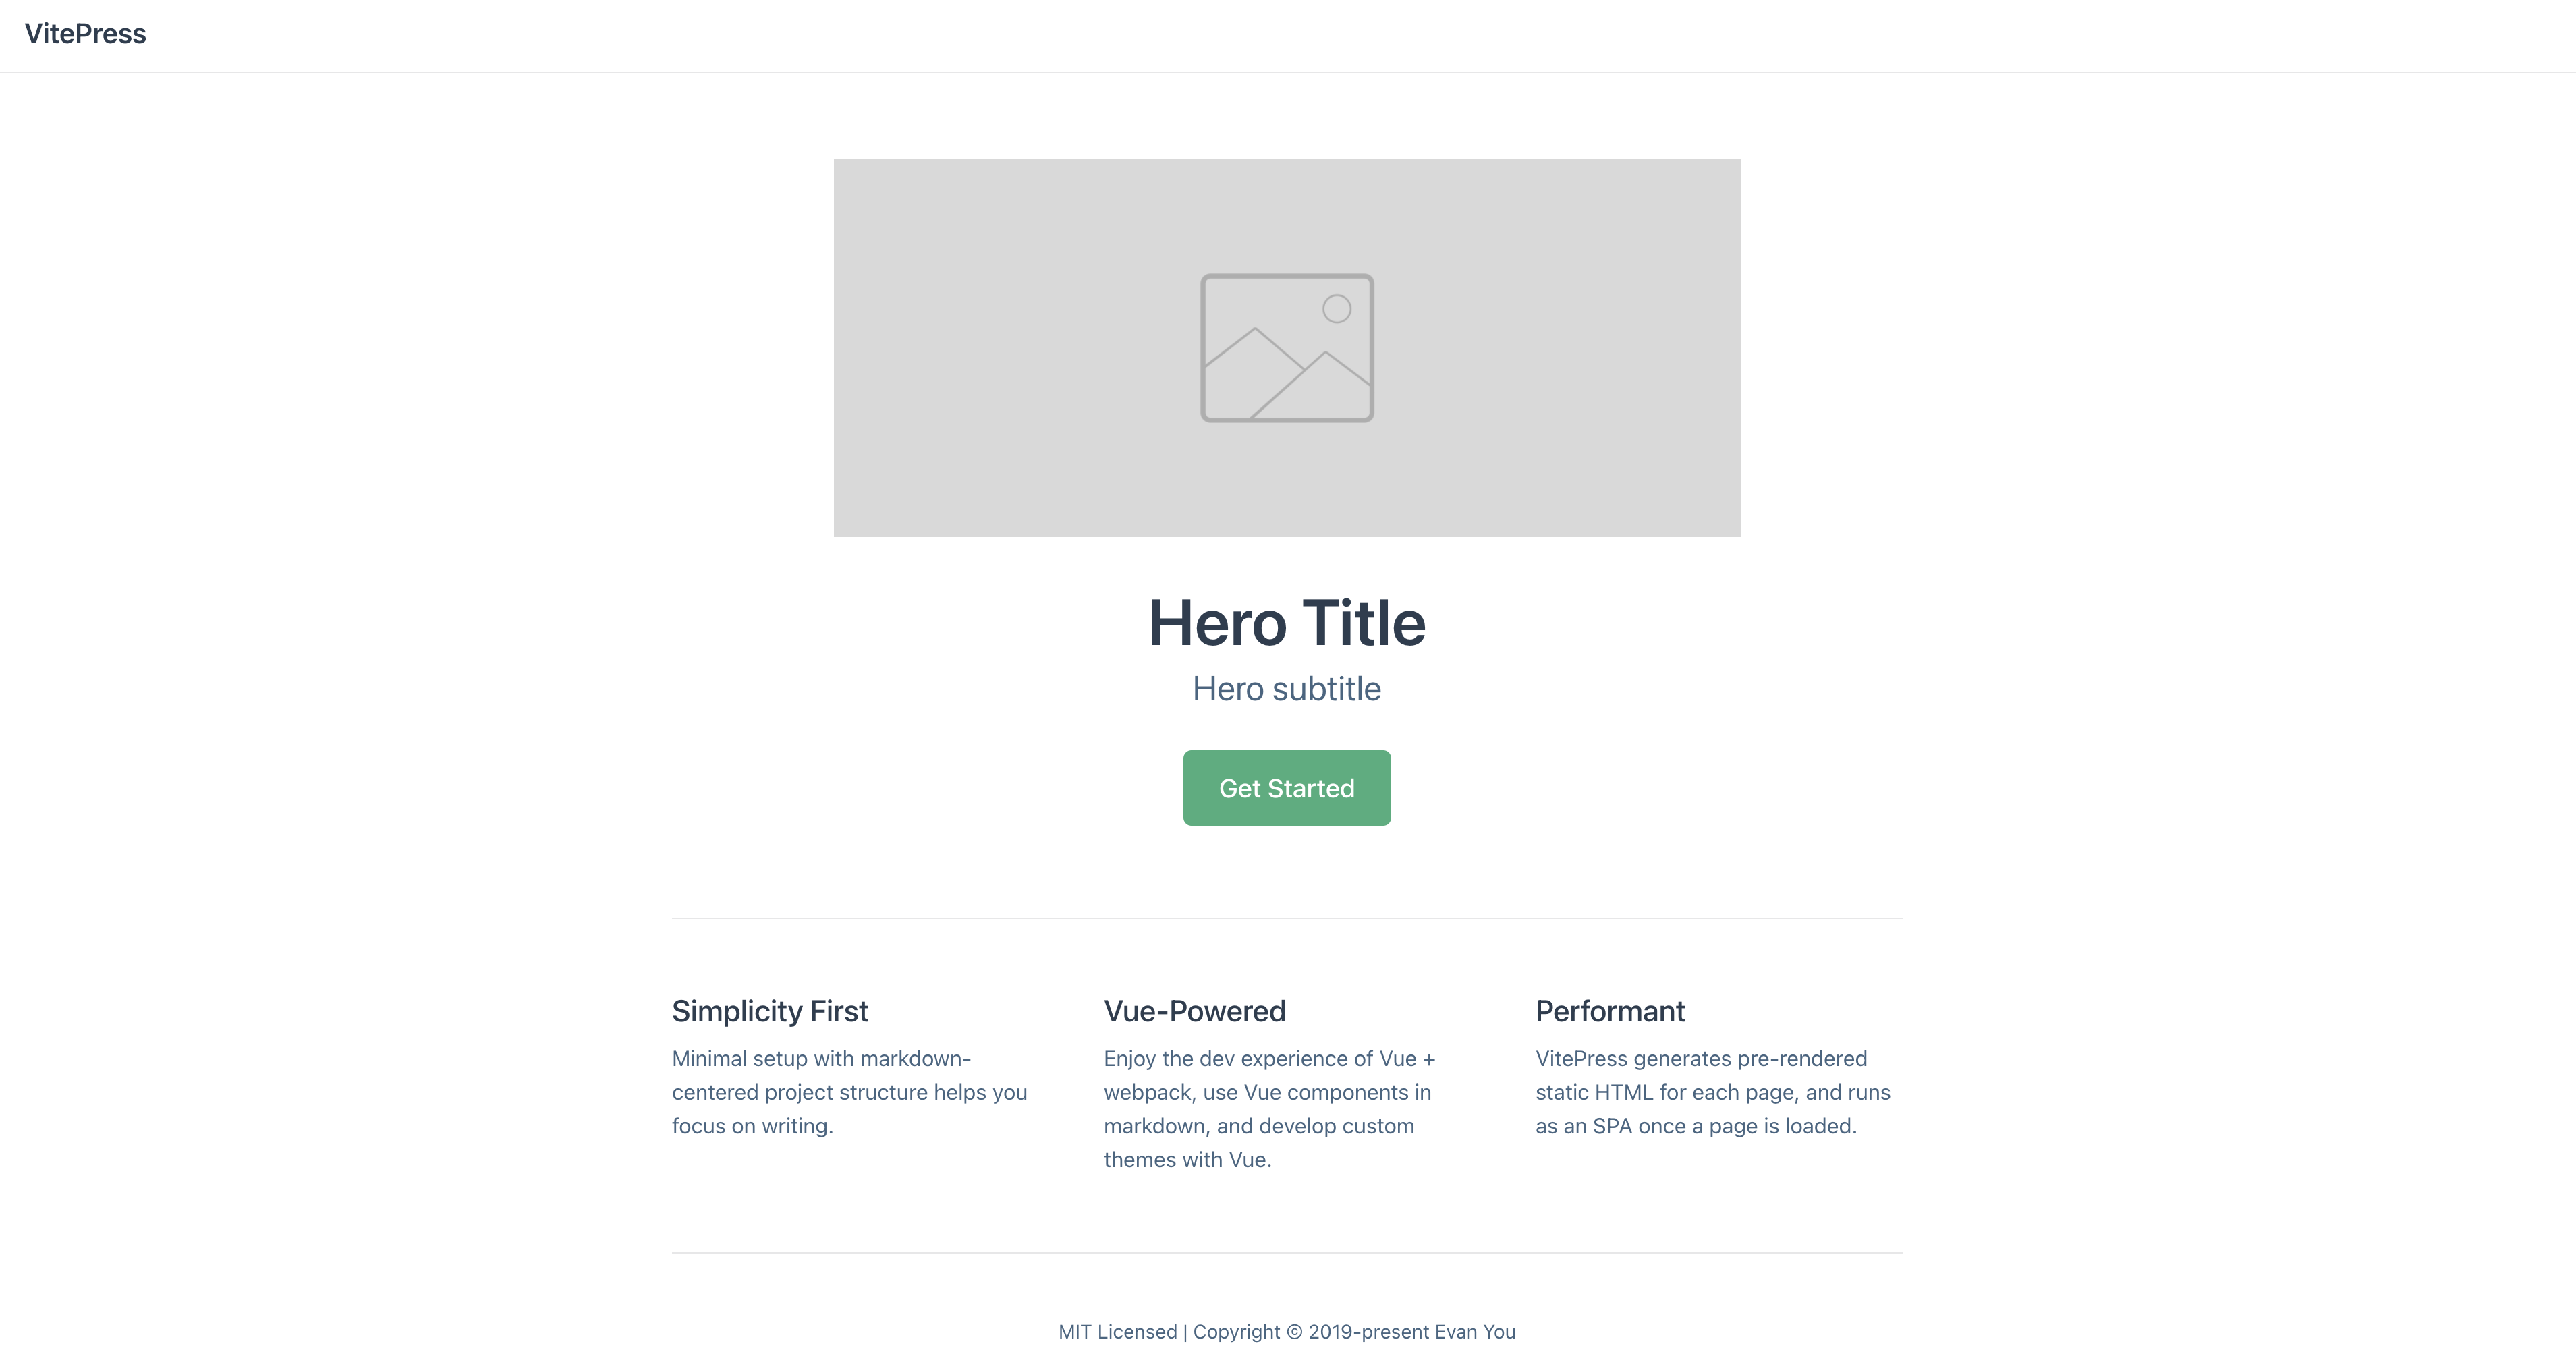 VitePress
Hero Title
Hero subtitle
Get Started
Simplicity First
Minimal setup with markdown-
centered project structure helps you
focus on writing.
Vue-Powered
Enjoy the dev experience of Vue +
webpack, use Vue components in
markdown, and develop custom
themes with Vue.
Performant
VitePress generates pre-rendered
static HTML for each page, and runs
as an SPA once a page is loaded.
MIT Licensed | Copyright © 2019-present Evan You